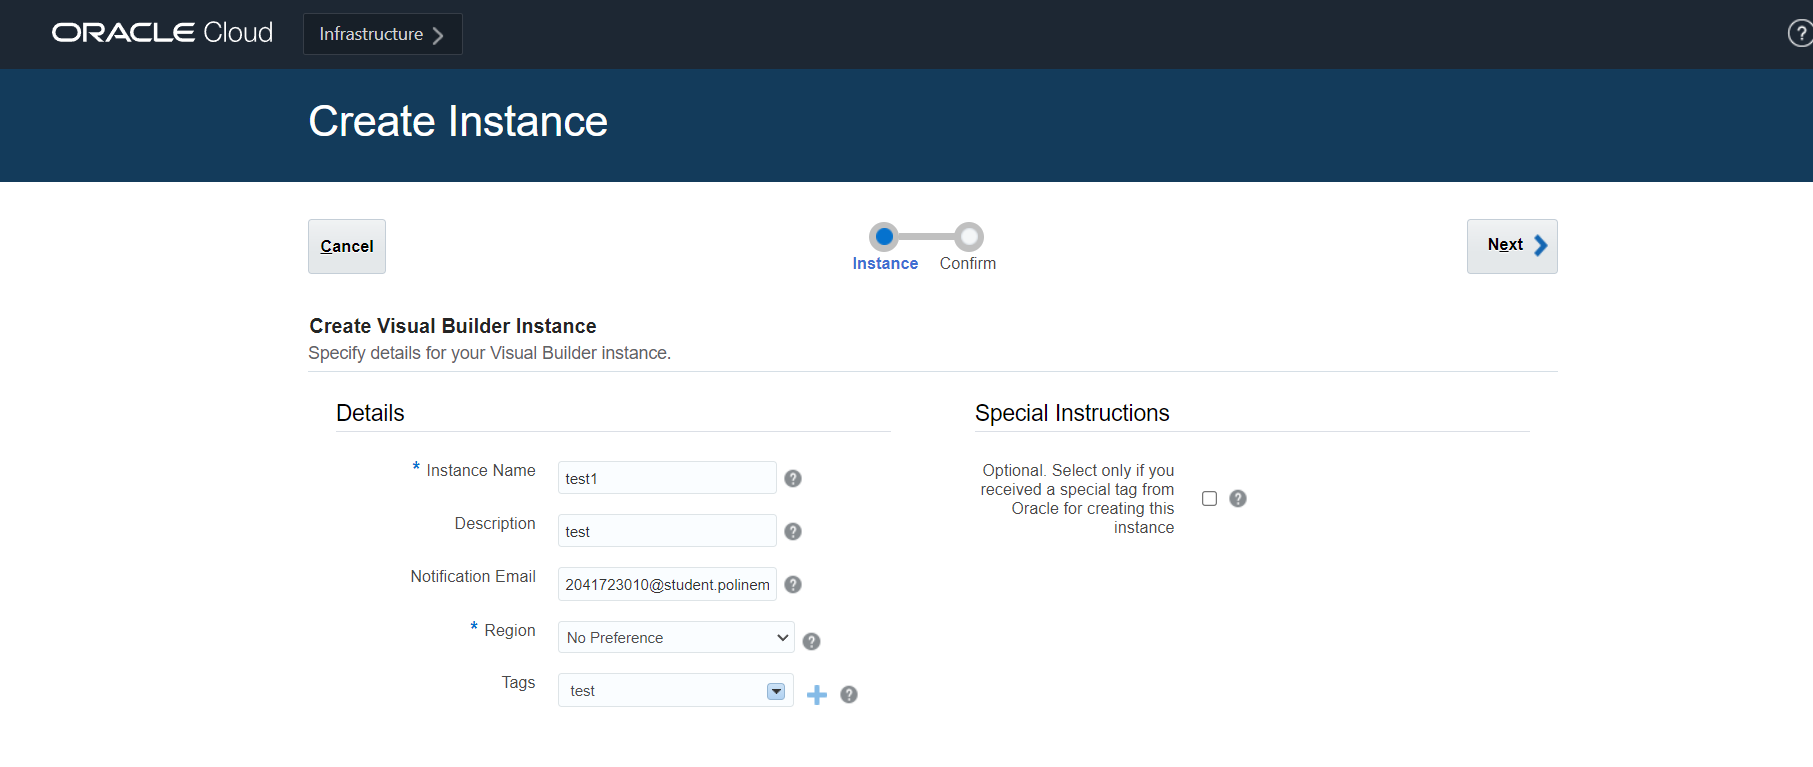 ORACLE Cloud
Infrastructure
?
Create Instance
Cancel
Instance
Confirm
Next
Create Visual Builder Instance
Specify details for your Visual Builder instance.
Details
* Instance Name
test1
?
Description
test
?
Notification Email
2041723010@student.polinem
?
* Region
No Preference
?
Tags
test
?
Special Instructions
Optional. Select only if you
received a special tag from
Oracle for creating this
instance
?